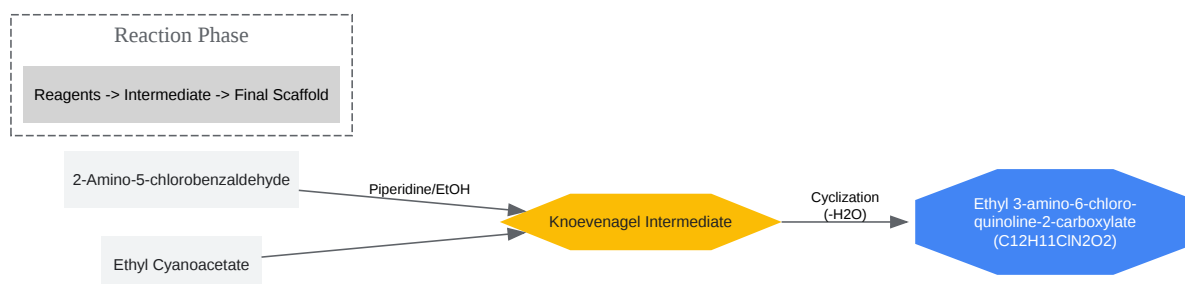 Reaction Phase
Reagents -> Intermediate -> Final Scaffold
2-Amino-5-chlorobenzaldehyde
Piperidine/EtOH
Ethyl Cyanoacetate
Knoevenagel Intermediate
Cyclization
(-H2O)
Ethyl 3-amino-6-chloro-
quinoline-2-carboxylate
(C12H11ClN2O2)